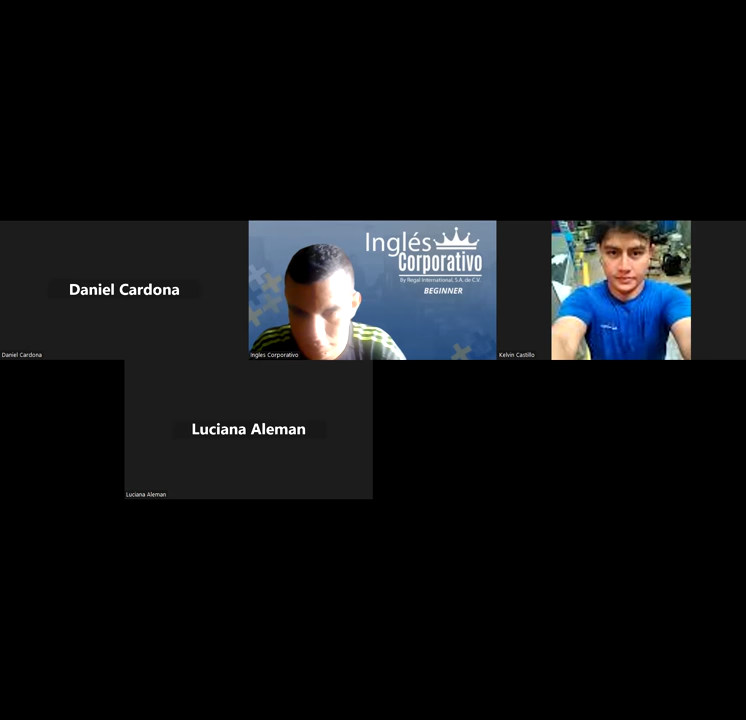 Daniel Cardona
Daniel Cardona
Inglés
Corporativo
By Regal International, S.A. de C.V.
BEGINNER
Ingles Corporativo
Kelvin Castillo
Luciana Aleman
Luciana Aleman